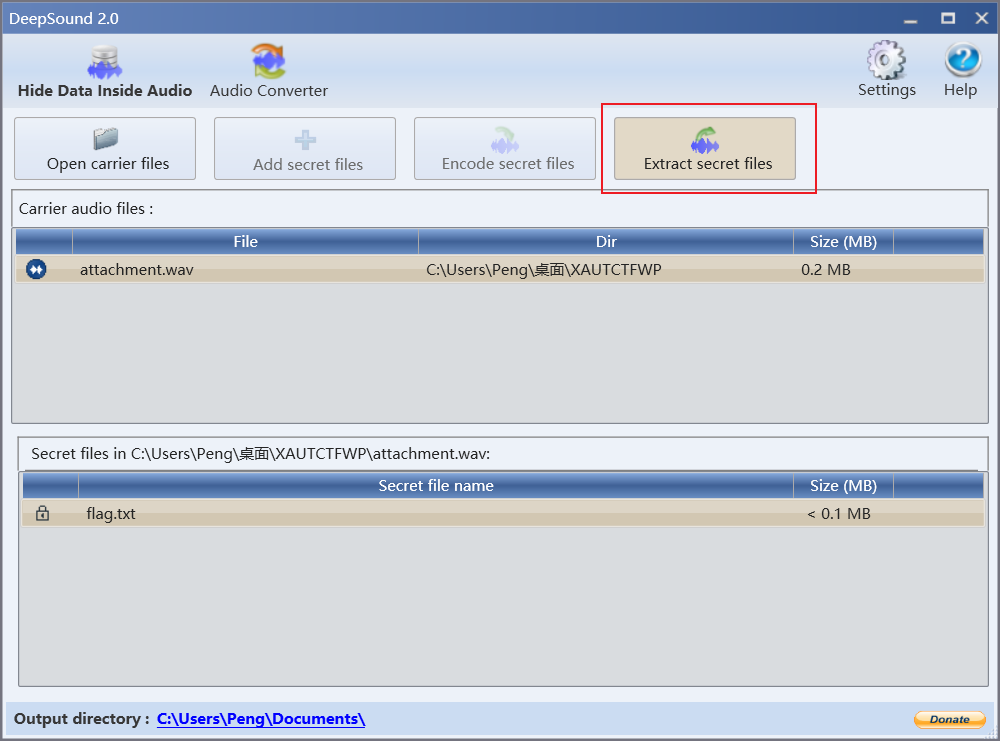 DeepSound 2.0
Hide Data Inside Audio Audio Converter Settings Help
Open carrier files Add secret files Encode secret files Extract secret files
Carrier audio files :
File Dir Size (MB)
attachment.wav C:\Users\Peng\桌面\XAUTCTFWP 0.2 MB
Secret files in C:\Users\Peng\桌面\XAUTCTFWP\attachment.wav:
Secret file name Size (MB)
flag.txt < 0.1 MB
Output directory : C:\Users\Peng\Documents\ Donate